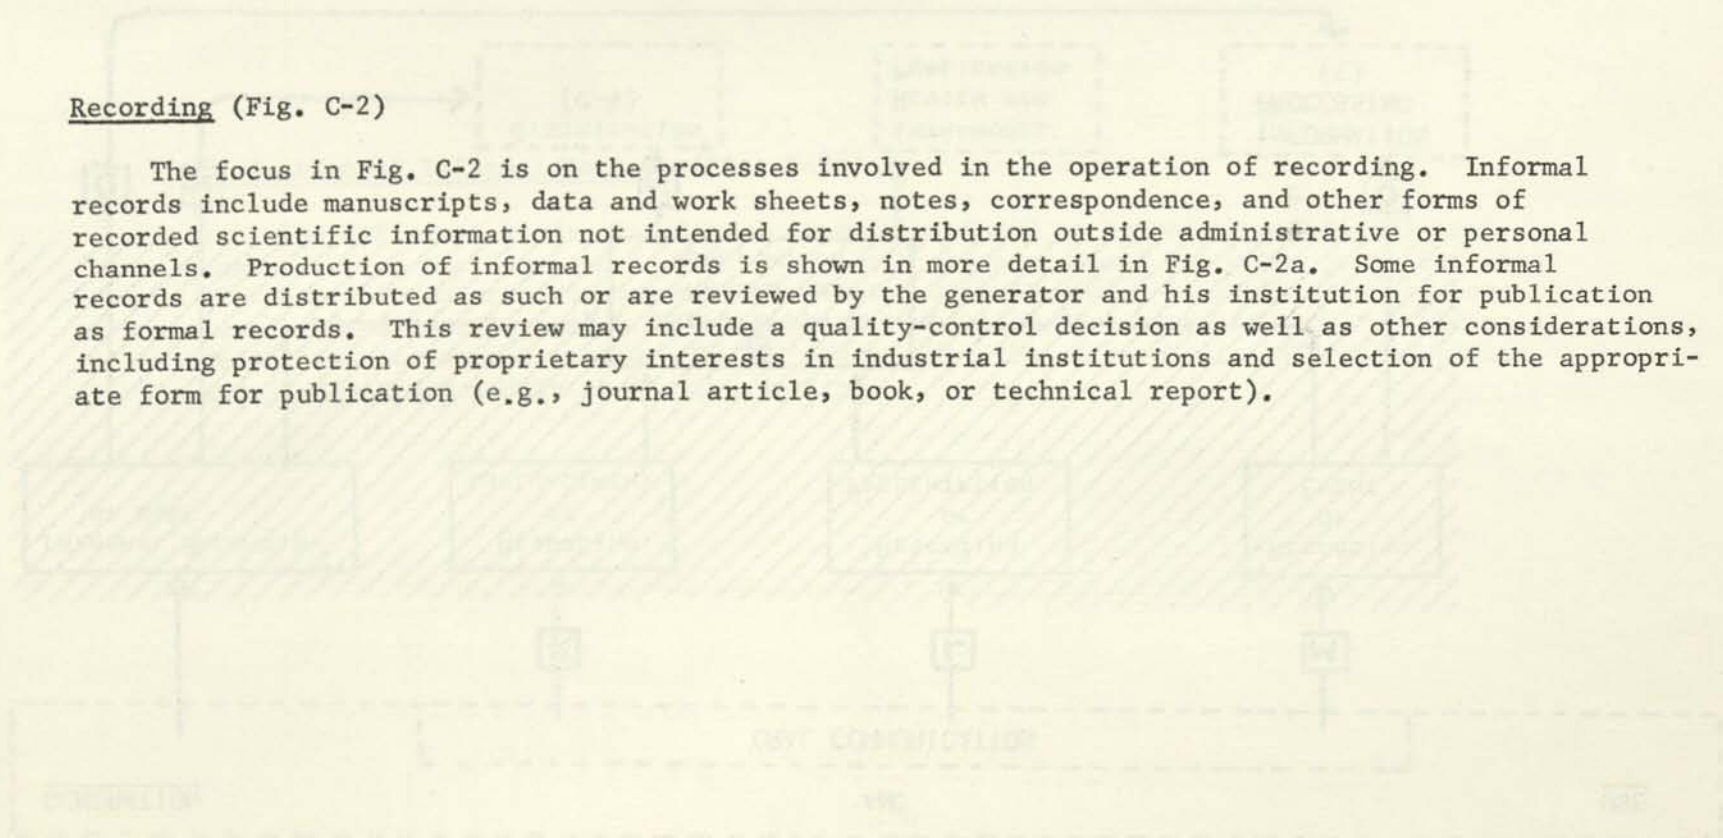 Recording (Fig. C-2)
The focus in Fig. C-2 is on the processes involved in the operation of recording. Informal
records include manuscripts, data and work sheets, notes, correspondence, and other forms of
recorded scientific information not intended for distribution outside administrative or personal
channels. Production of informal records is shown in more detail in Fig. C-2a. Some informal
records are distributed as such or are reviewed by the generator and his institution for publication
as formal records. This review may include a quality-control decision as well as other considerations,
including protection of proprietary interests in industrial institutions and selection of the appropri-
ate form for publication (e.g., journal article, book, or technical report).